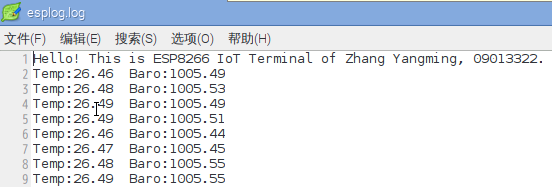 esplog.log
文件(F) 编辑(E) 搜索(S) 选项(O) 帮助(H)
1 Hello! This is ESP8266 IoT Terminal of Zhang Yangming, 09013322.
2 Temp:26.46 Baro:1005.49
3 Temp:26.48 Baro:1005.53
4 Temp:26.49 Baro:1005.49
5 Temp:26.49 Baro:1005.51
6 Temp:26.46 Baro:1005.44
7 Temp:26.47 Baro:1005.45
8 Temp:26.48 Baro:1005.55
9 Temp:26.49 Baro:1005.55